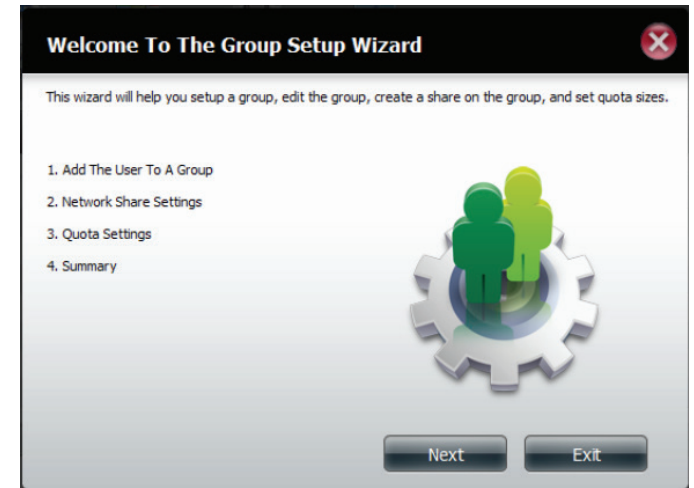 Welcome To The Group Setup Wizard
This wizard will help you setup a group, edit the group, create a share on the group, and set quota sizes.
1. Add The User To A Group
2. Network Share Settings
3. Quota Settings
4. Summary
Next Exit